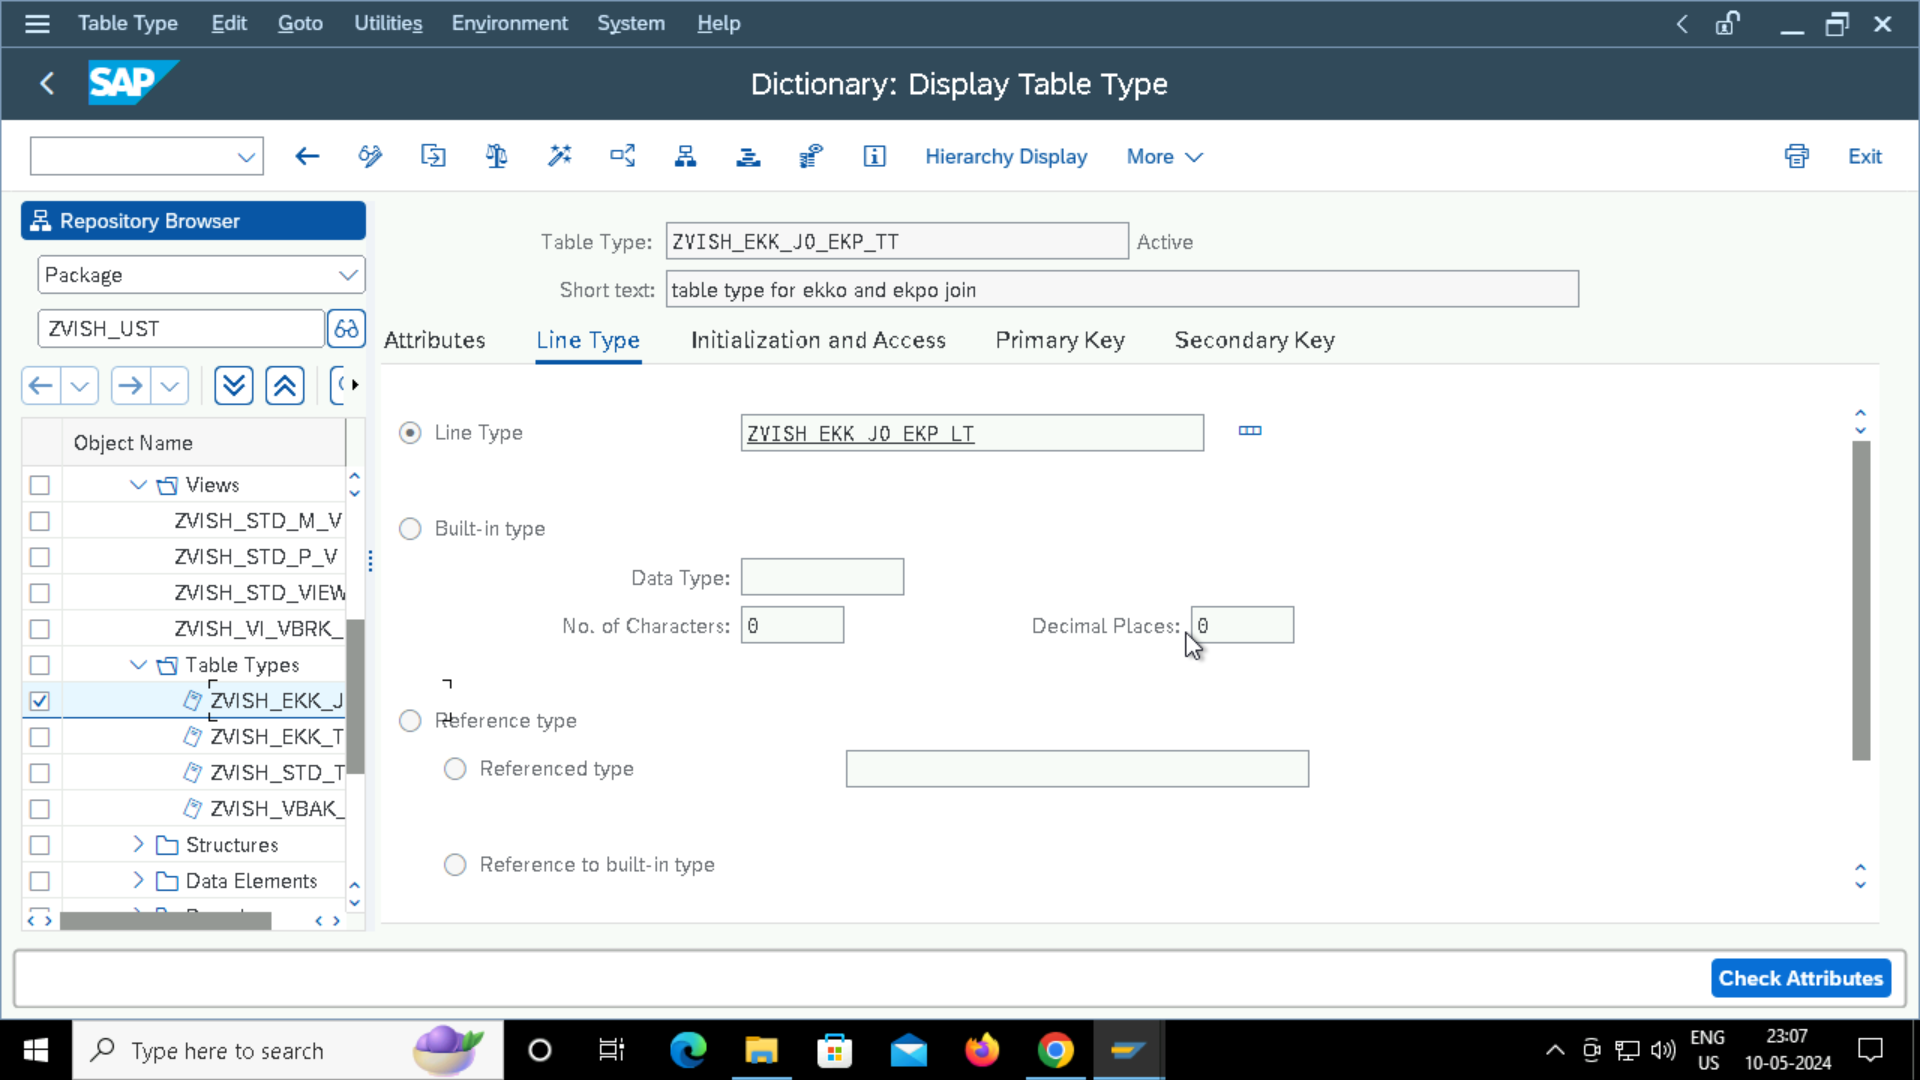 Table Type Edit Goto Utilities Environment System Help
SAP Dictionary: Display Table Type
Hierarchy Display More Exit
Repository Browser
Package
ZVISH_UST
Object Name
Views
ZVISH_STD_M_V
ZVISH_STD_P_V
ZVISH_STD_VIEW
ZVISH_VI_VBRK_
Table Types
ZVISH_EKK_J
ZVISH_EKK_T
ZVISH_STD_T
ZVISH_VBAK_
Structures
Data Elements
Table Type: ZVISH_EKK_JO_EKP_TT Active
Short text: table type for ekko and ekpo join
Attributes Line Type Initialization and Access Primary Key Secondary Key
Line Type ZVISH_EKK_JO_EKP_LT
Built-in type
Data Type:
No. of Characters: 0 Decimal Places: 0
Reference type
Referenced type
Reference to built-in type
Check Attributes
Type here to search
ENG
US
23:07
10-05-2024